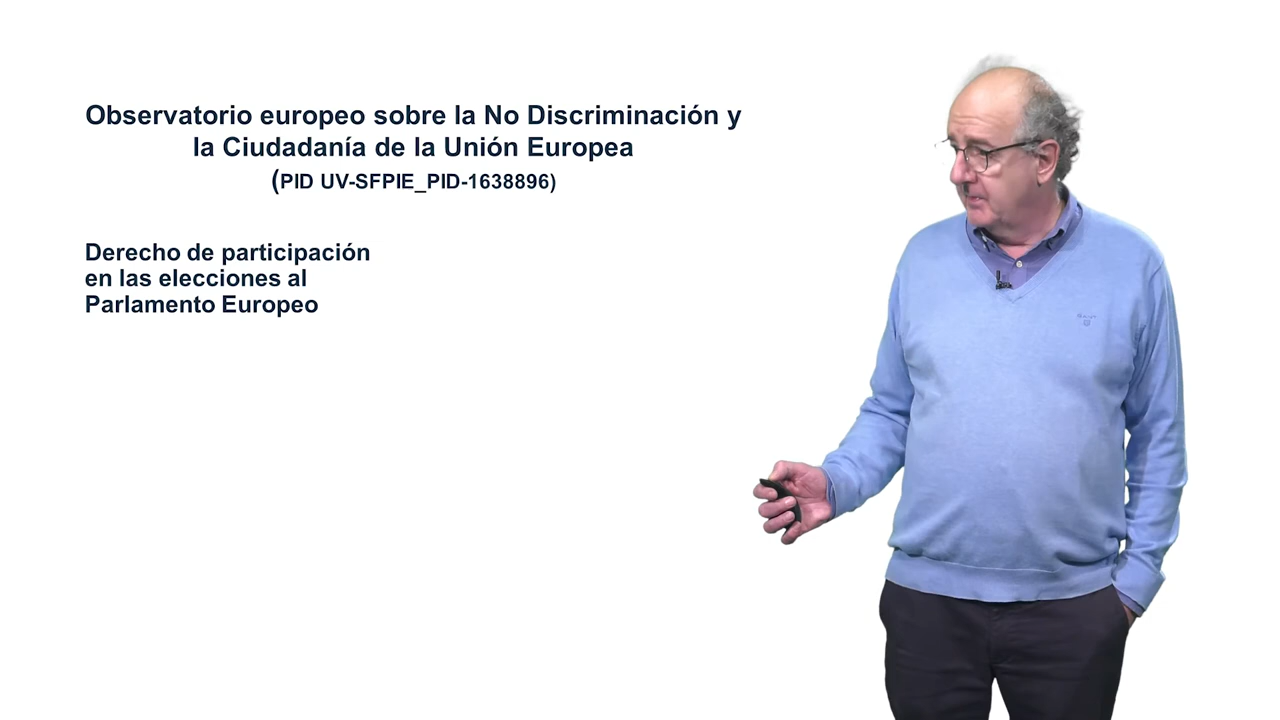 Observatorio europeo sobre la No Discriminación y
la Ciudadanía de la Unión Europea
(PID UV-SFPIE_PID-1638896)
Derecho de participación
en las elecciones al
Parlamento Europeo